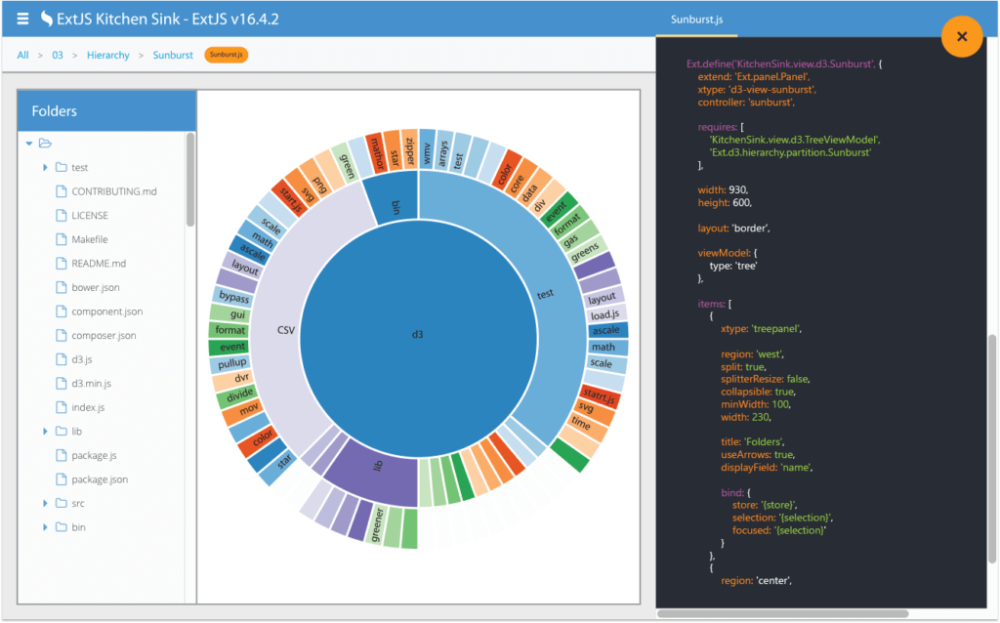 ExtJS Kitchen Sink - ExtJS v16.4.2
Sunburst.js
All > 03 > Hierarchy > Sunburst Sunburst.js
Folders
test
CONTRIBUTING.md
LICENSE
Makefile
README.md
bower.json
component.json
composer.json
d3.js
d3.min.js
index.js
lib
package.js
package.json
src
bin
d3
bin
test
lib
CSV
mathor
star
zipper
wmv
arrays
test
color
core
data
div
event
format
gas
greens
layout
load.js
ascale
math
scale
statrt.js
svg
time
greener
star
color
mov
divide
dvr
pullup
event
format
gui
bypass
layout
ascale
math
scale
start.js
svg
png
green
Ext.define('KitchenSink.view.d3.Sunburst', {
extend: 'Ext.panel.Panel',
xtype: 'd3-view-sunburst',
controller: 'sunburst',
requires: [
'KitchenSink.view.d3.TreeViewModel',
'Ext.d3.hierarchy.partition.Sunburst'
],
width: 930,
height: 600,
layout: 'border',
viewModel: {
type: 'tree'
},
items: [
{
xtype: 'treepanel',
region: 'west',
split: true,
splitterResize: false,
collapsible: true,
minWidth: 100,
width: 230,
title: 'Folders',
useArrows: true,
displayField: 'name',
bind: {
store: '{store}',
selection: '{selection}',
focused: '{selection}'
}
},
{
region: 'center',